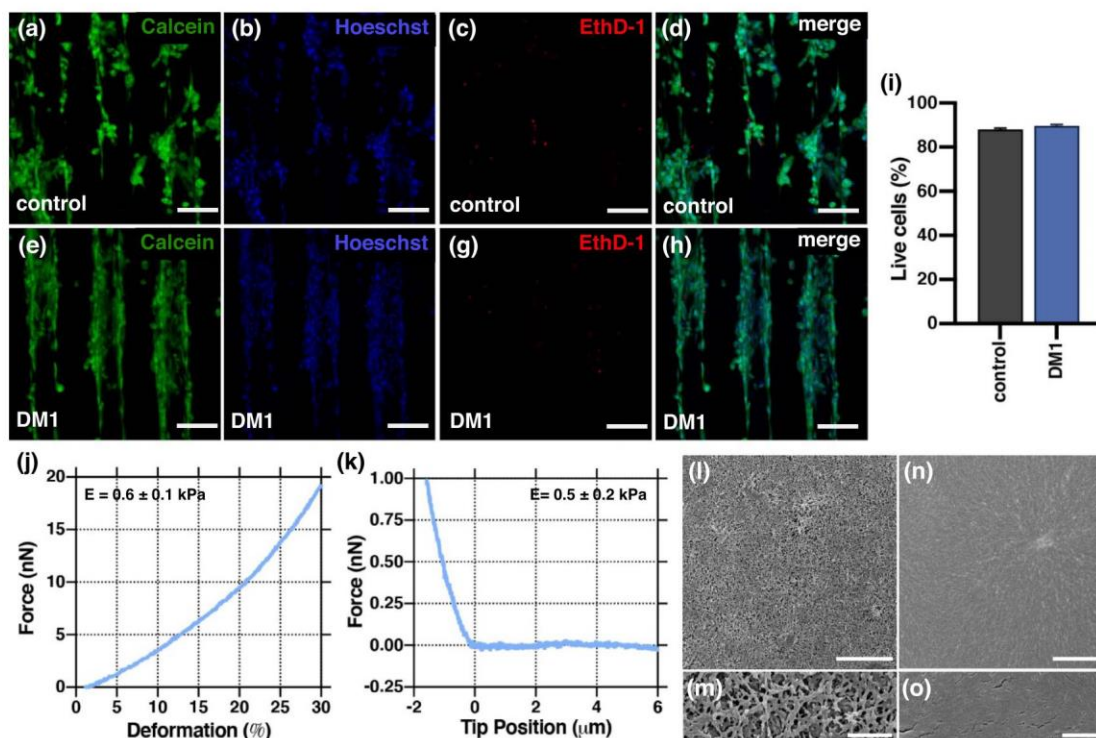 (a) Calcein
(b) Hoeschst
(c) EthD-1
(d) merge
control
control
control
(e) Calcein
Hoeschst
(g) EthD-1
(h) merge
DM1
DM1
DM1
(i)
Live cells (%)
100
80
60
40
20
0
control
DM1
(j)
E = 0.6 ± 0.1 kPa
Force (nN)
20
15
10
5
0
0 5 10 15 20 25 30
Deformation (%)
(k)
E= 0.5 ± 0.2 kPa
Force (nN)
1.00
0.75
0.50
0.25
0.00
-0.25
-2 0 2 4 6
Tip Position (μm)
(l)
(n)
(m)
(o)